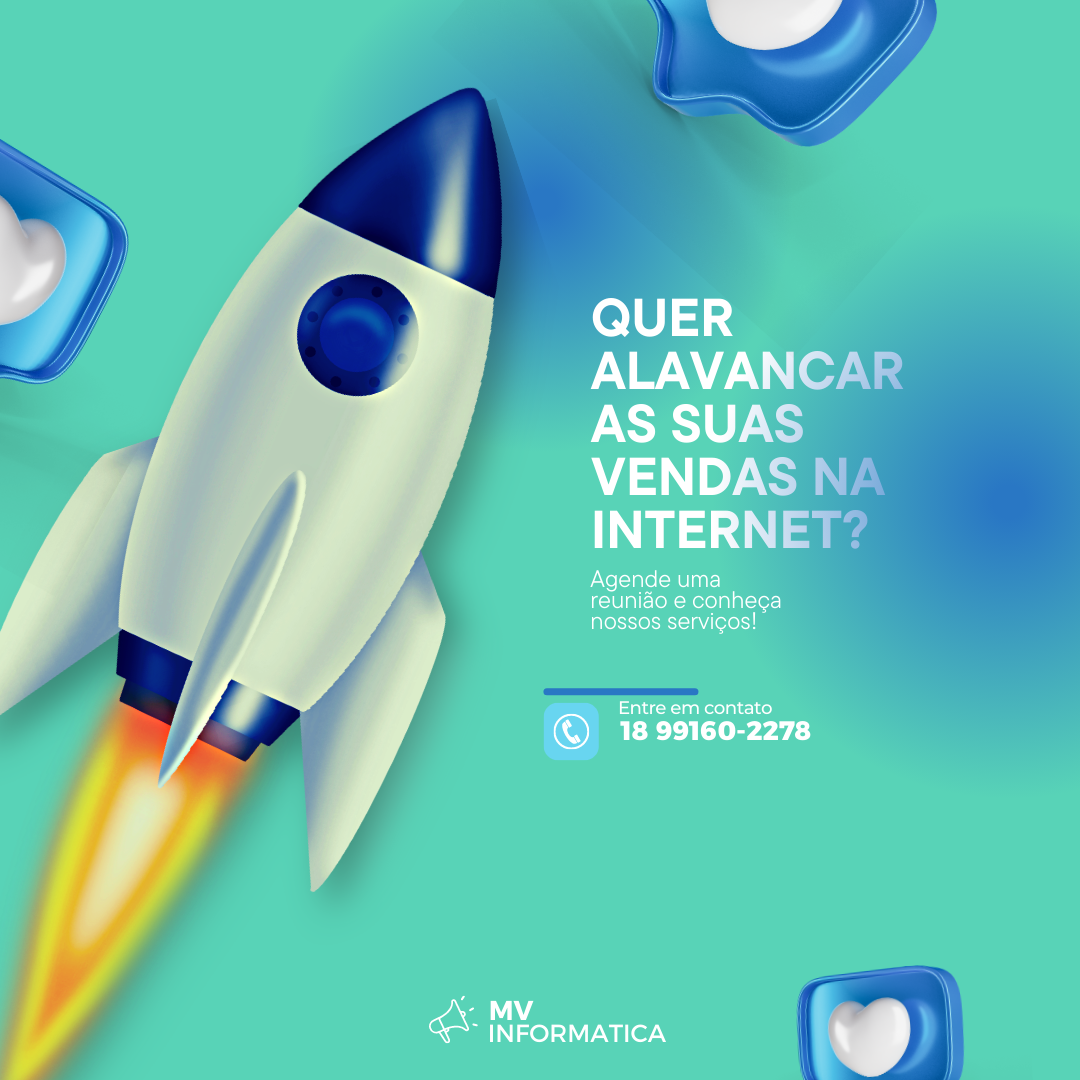 QUER
ALAVANCAR
AS SUAS
VENDAS NA
INTERNET?
Agende uma
reunião e conheça
nossos serviços!
Entre em contato
18 99160-2278
MV
INFORMATICA